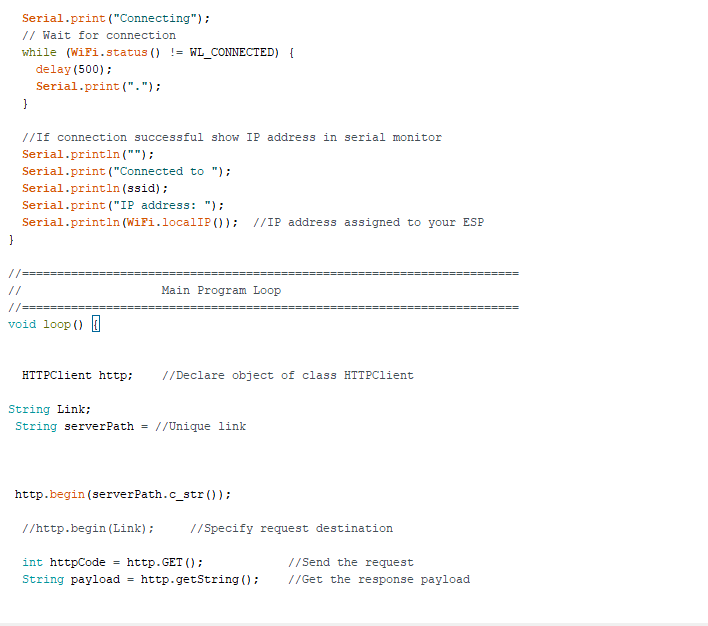 Serial.print("Connecting");
// Wait for connection
while (WiFi.status() != WL_CONNECTED) {
delay(500);
Serial.print(".");
}
//If connection successful show IP address in serial monitor
Serial.println("");
Serial.print("Connected to ");
Serial.println(ssid);
Serial.print("IP address: ");
Serial.println(WiFi.localIP());  //IP address assigned to your ESP
}
//=======================================================================
//                    Main Program Loop
//=======================================================================
void loop() {
HTTPClient http;    //Declare object of class HTTPClient
String Link;
String serverPath = //Unique link
http.begin(serverPath.c_str());
//http.begin(Link);     //Specify request destination
int httpCode = http.GET();            //Send the request
String payload = http.getString();    //Get the response payload